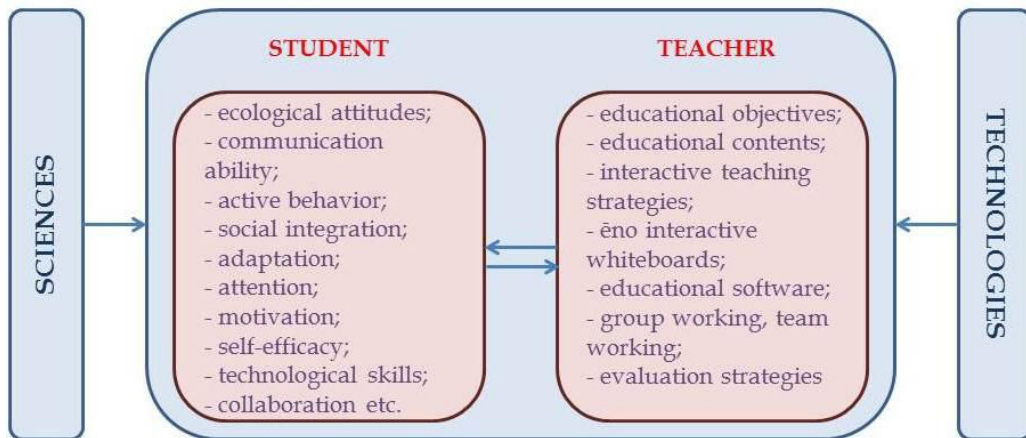 SCIENCES
STUDENT
- ecological attitudes;
- communication
ability;
- active behavior;
- social integration;
- adaptation;
- attention;
- motivation;
- self-efficacy;
- technological skills;
- collaboration etc.
TEACHER
- educational objectives;
- educational contents;
- interactive teaching
strategies;
- ēno interactive
whiteboards;
- educational software;
- group working, team
working;
- evaluation strategies
TECHNOLOGIES